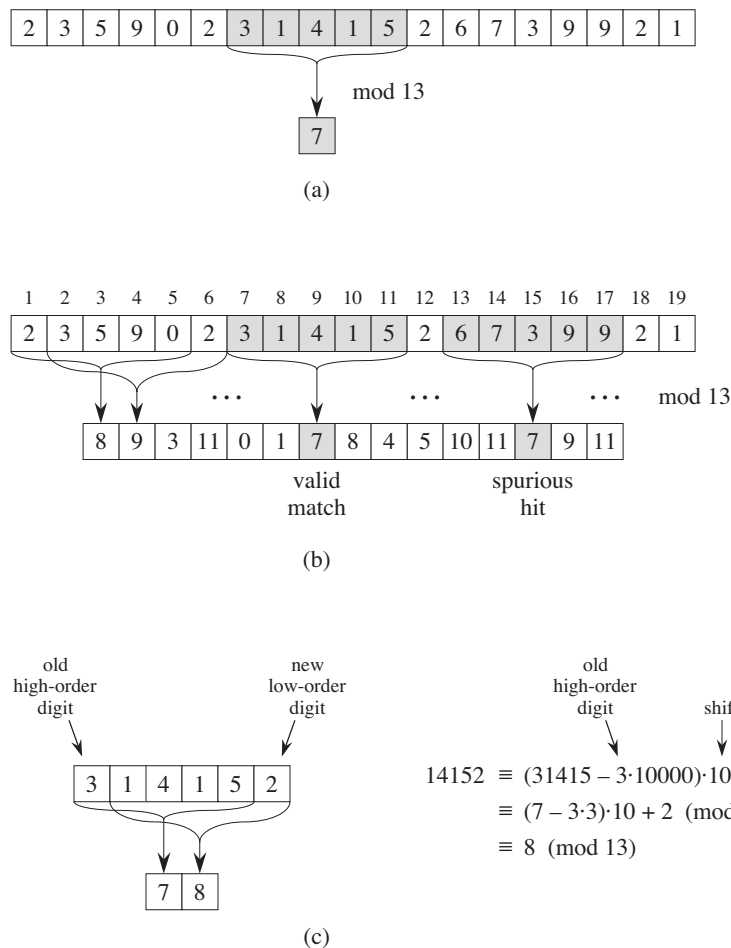 2 3 5 9 0 2 3 1 4 1 5 2 6 7 3 9 9 2 1
mod 13
7
(a)
1 2 3 4 5 6 7 8 9 10 11 12 13 14 15 16 17 18 19
2 3 5 9 0 2 3 1 4 1 5 2 6 7 3 9 9 2 1
… … … mod 13
8 9 3 11 0 1 7 8 4 5 10 11 7 9 11
valid match
spurious hit
(b)
old high-order digit
new low-order digit
3 1 4 1 5 2
7 8
old high-order digit
shif
14152 ≡ (31415 – 3·10000)·10
≡ (7 – 3·3)·10 + 2 (mod
≡ 8 (mod 13)
(c)